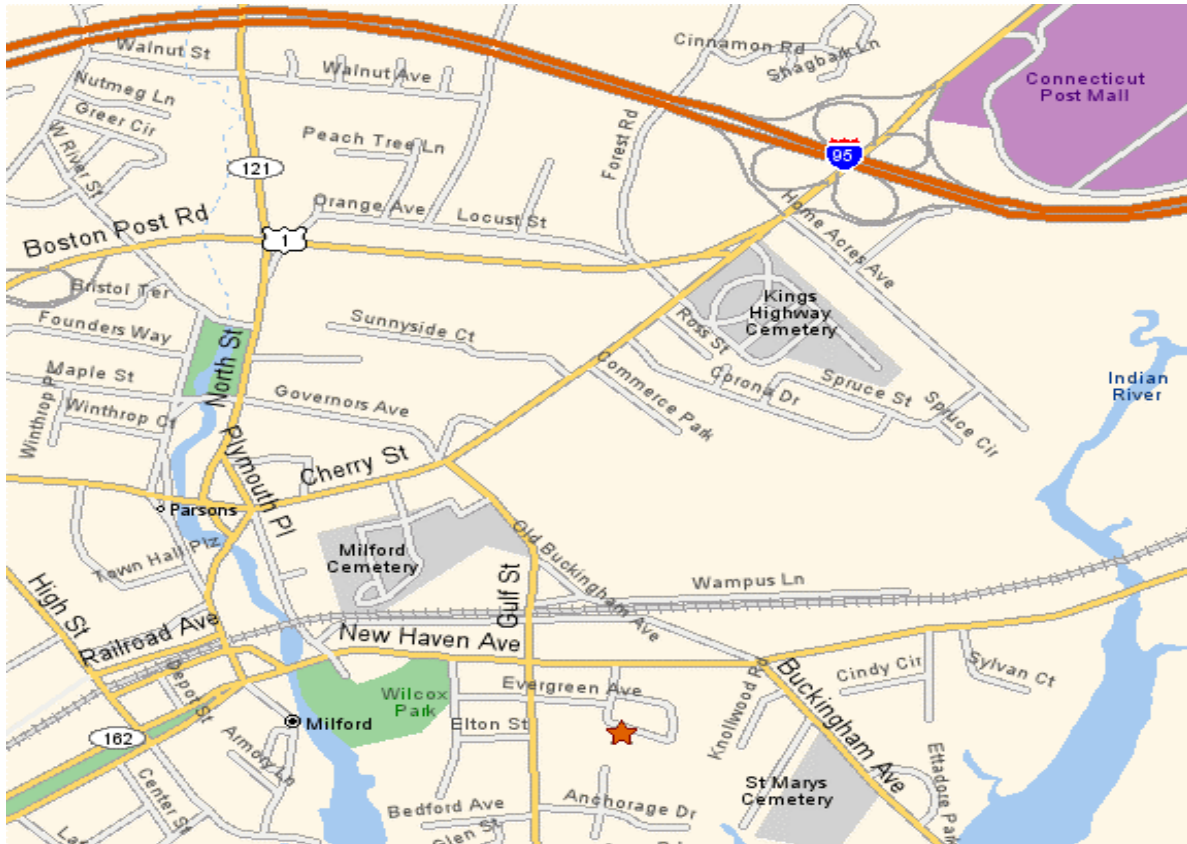 Walnut St
Cinnamon Rd
Shagbark Ln
Walnut Ave
Connecticut
Post Mall
Nutmeg Ln
Greer Cir
Peach Tree Ln
Forest Rd
W River St
121
95
Orange Ave
Locust St
Home Acres Ave
Boston Post Rd
1
Bristol Ter
Kings
Highway
Cemetery
Founders Way
Sunnyside Ct
Ross St
North St
Commerce Park
Corona Dr
Spruce St
Indian
River
Maple St
Winthrop Ct
Winthrop P
Governors Ave
Spruce Cir
Plymouth Pl
Cherry St
Parsons
Old Buckingham Ave
Town Hall Plz
Milford
Cemetery
Wampus Ln
High St
Gulf St
Railroad Ave
New Haven Ave
Cindy Cir
Sylvan Ct
Depot St
Wilcox
Park
Evergreen Ave
Knollwood Rd
Buckingham Ave
Milford
Elton St
162
Armory Ln
Ettadore Park
St Marys
Cemetery
Center St
Bedford Ave
Anchorage Dr
Glen St